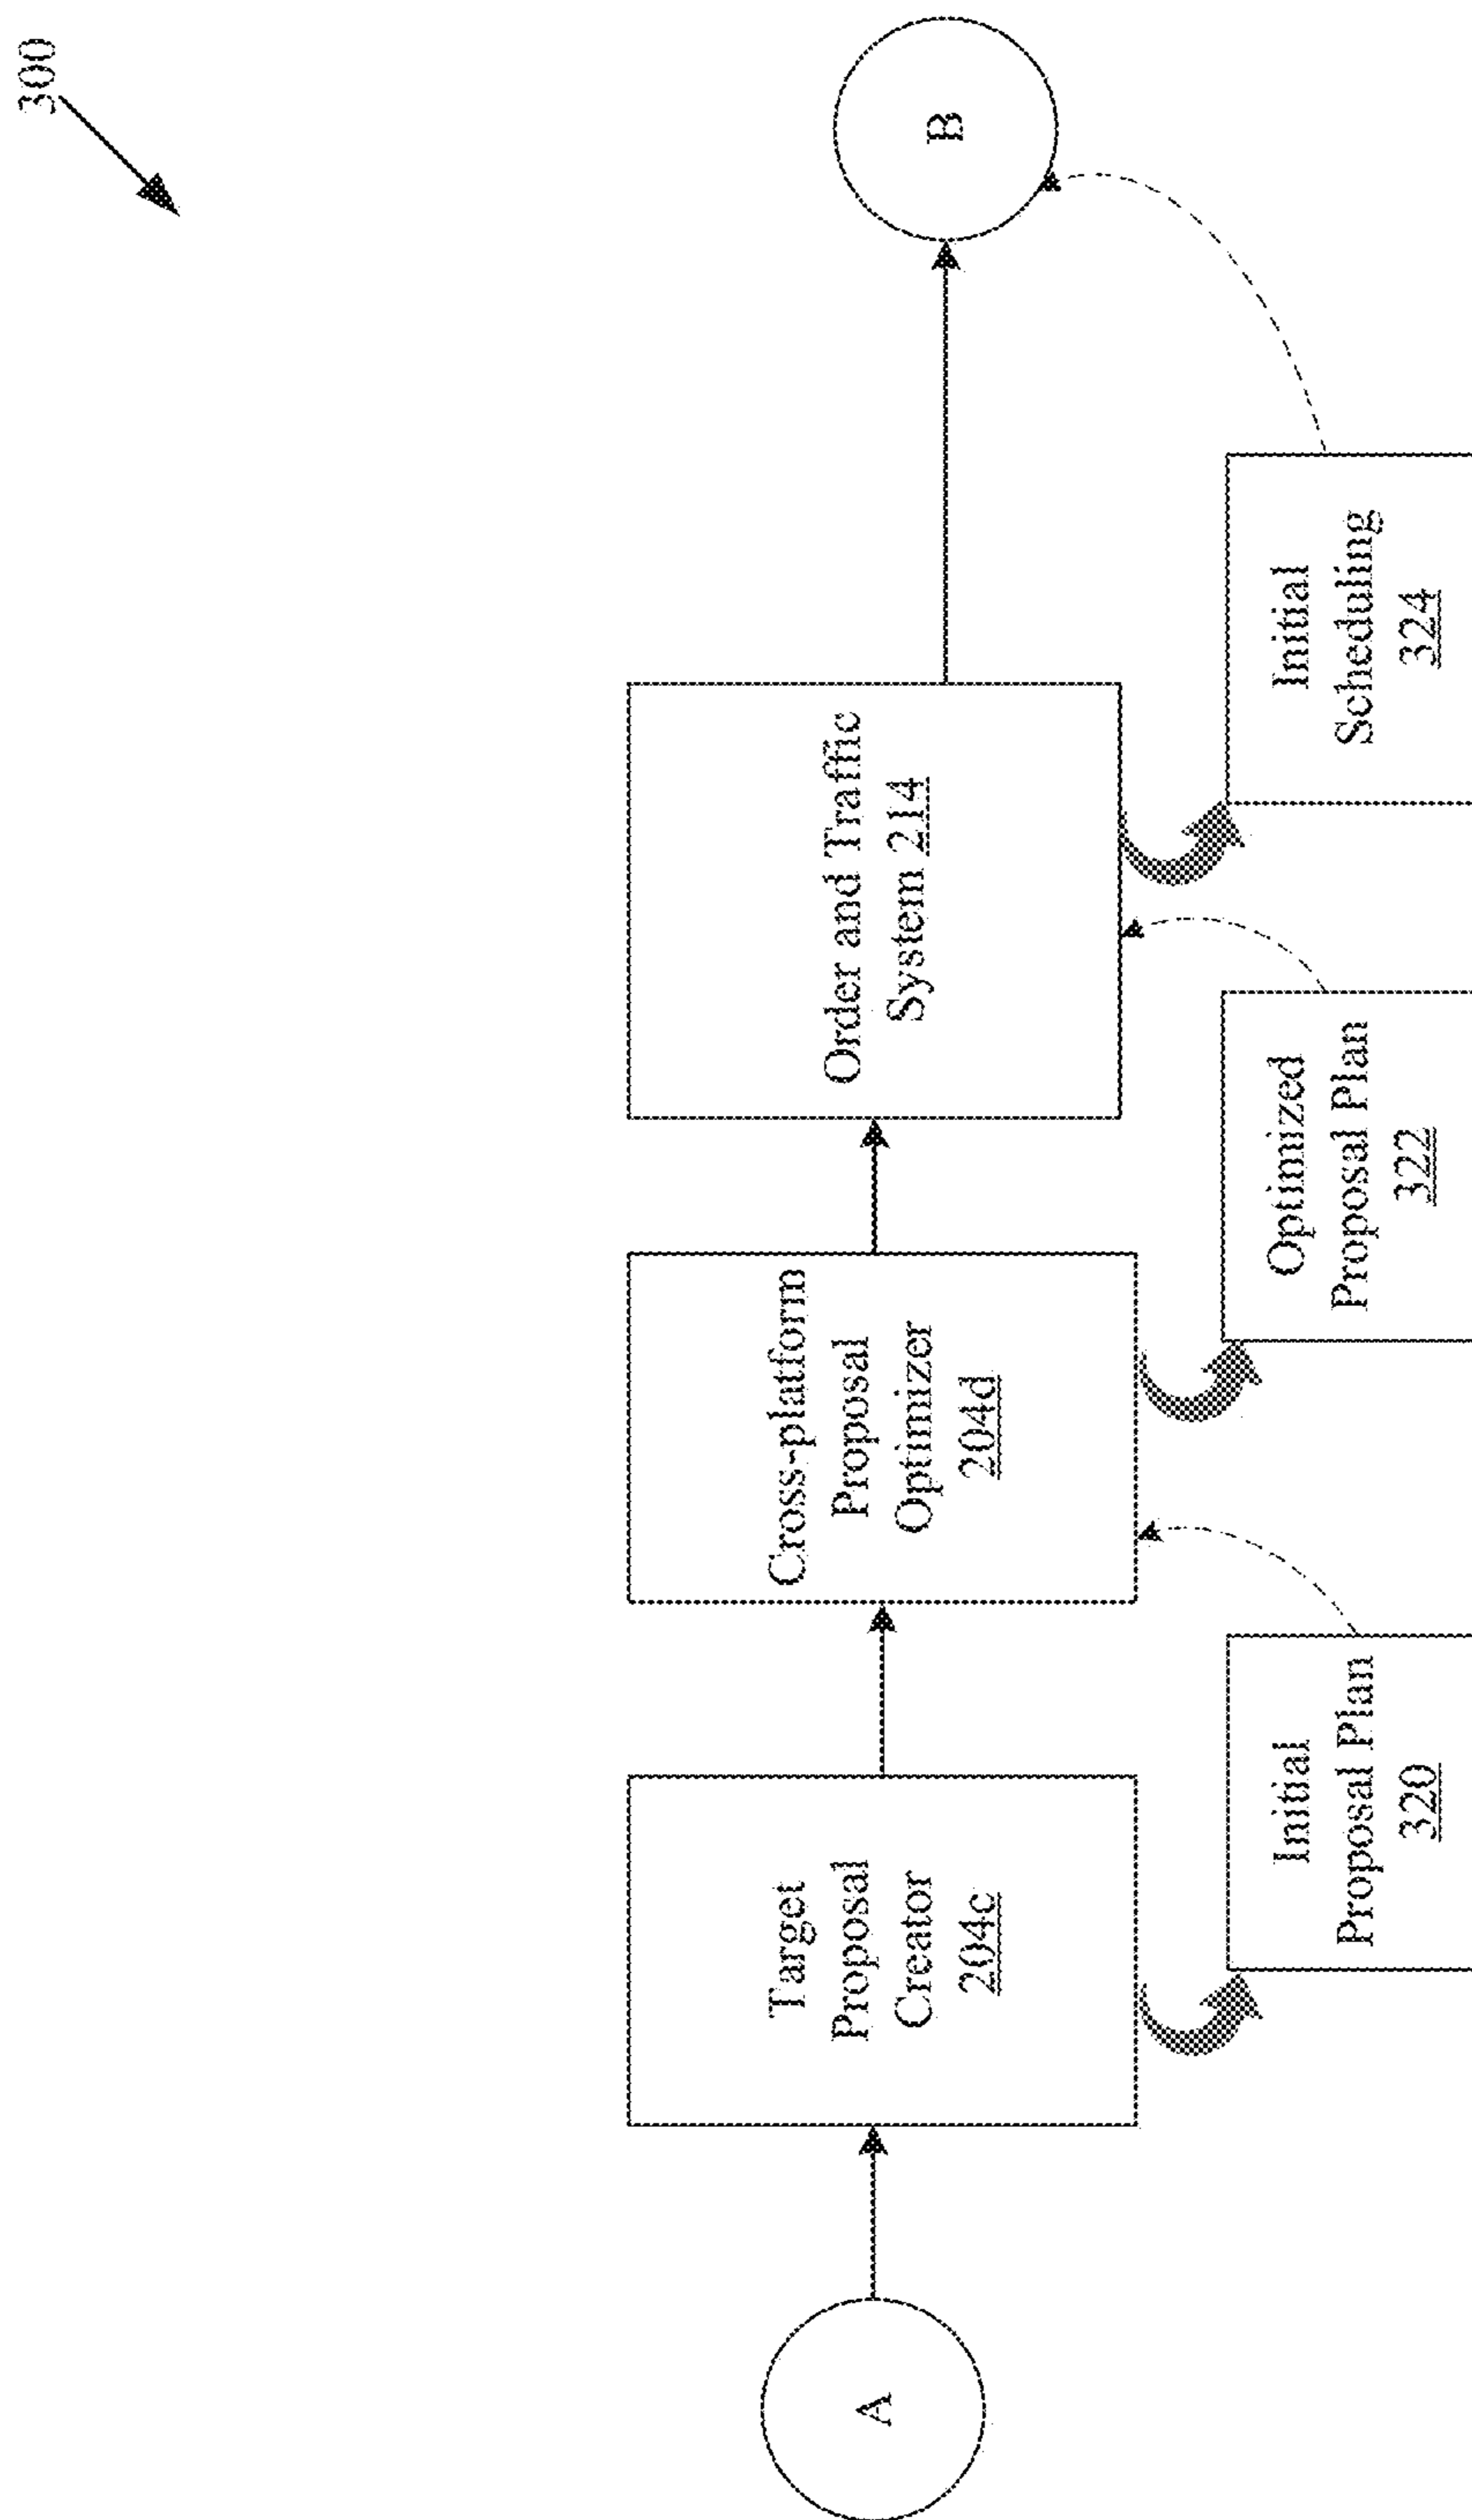 300
A
Target
Proposal
Creator
204c
Cross-platform
Proposal
Optimizer
204d
Order and Traffic
System 214
B
Initial
Proposal Plan
320
Optimized
Proposal Plan
322
Initial
Scheduling
324